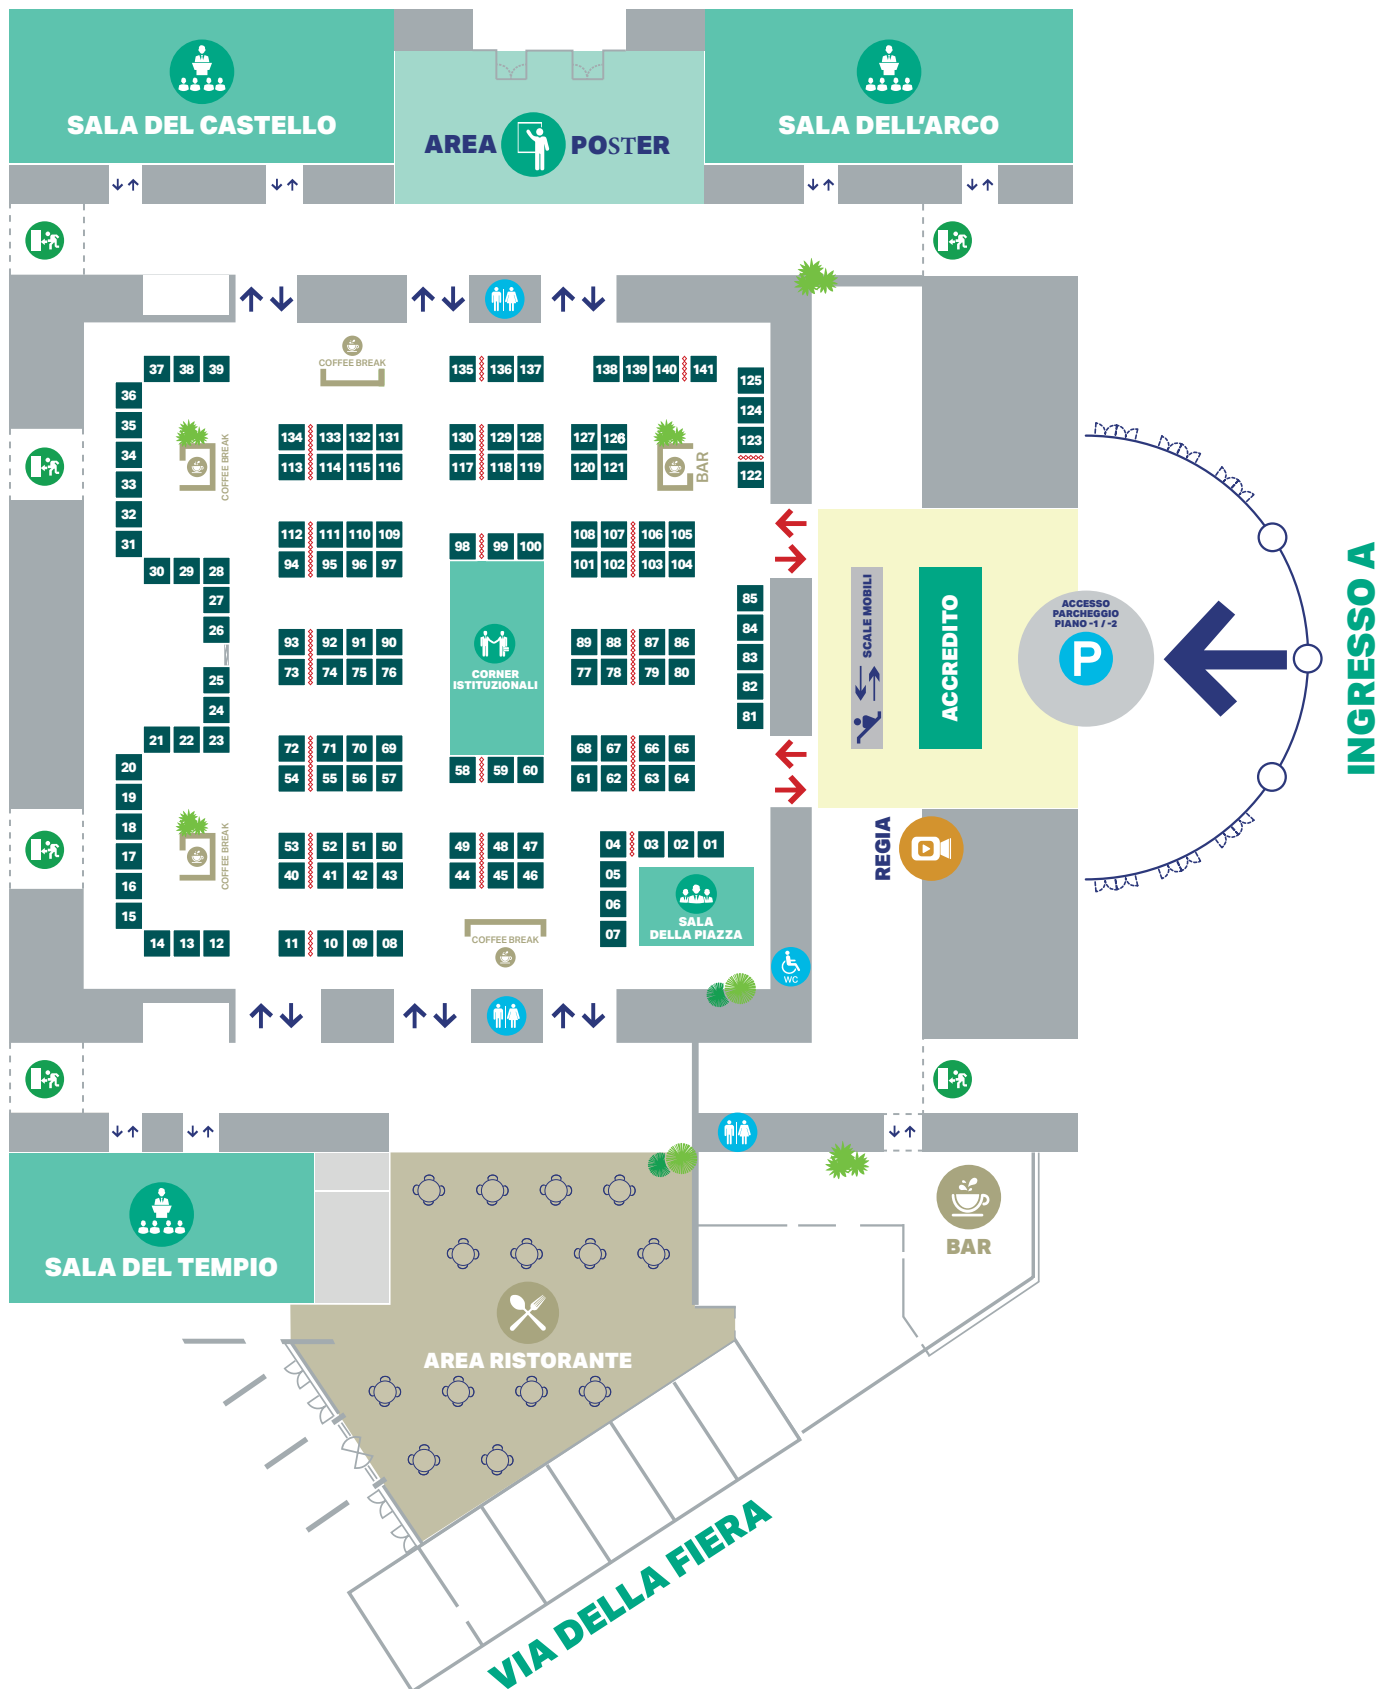 SALA DEL CASTELLO
AREA POSTER
SALA DELL'ARCO
COFFEE BREAK
37 38 39
135 136 137
138 139 140 141
125
124
123
122
36
35
34
33
32
31
COFFEE BREAK
134 133 132 131
113 114 115 116
130 129 128
117 118 119
127 126
120 121
BAR
112 111 110 109
94 95 96 97
98 99 100
108 107 106 105
101 102 103 104
30 29 28
27
26
25
24
21 22 23
93 92 91 90
73 74 75 76
CORNER
ISTITUZIONALI
89 88 87 86
77 78 79 80
85
84
83
82
81
SCALE MOBILI
ACCREDITO
ACCESSO
PARCHEGGIO
PIANO -1 / -2
P
INGRESSO A
72 71 70 69
54 55 56 57
58 59 60
68 67 66 65
61 62 63 64
20
19
18
17
16
15
COFFEE BREAK
53 52 51 50
40 41 42 43
49 48 47
44 45 46
04 03 02 01
05
06
07
SALA
DELLA PIAZZA
REGIA
14 13 12
11 10 09 08
COFFEE BREAK
WC
SALA DEL TEMPIO
BAR
AREA RISTORANTE
VIA DELLA FIERA